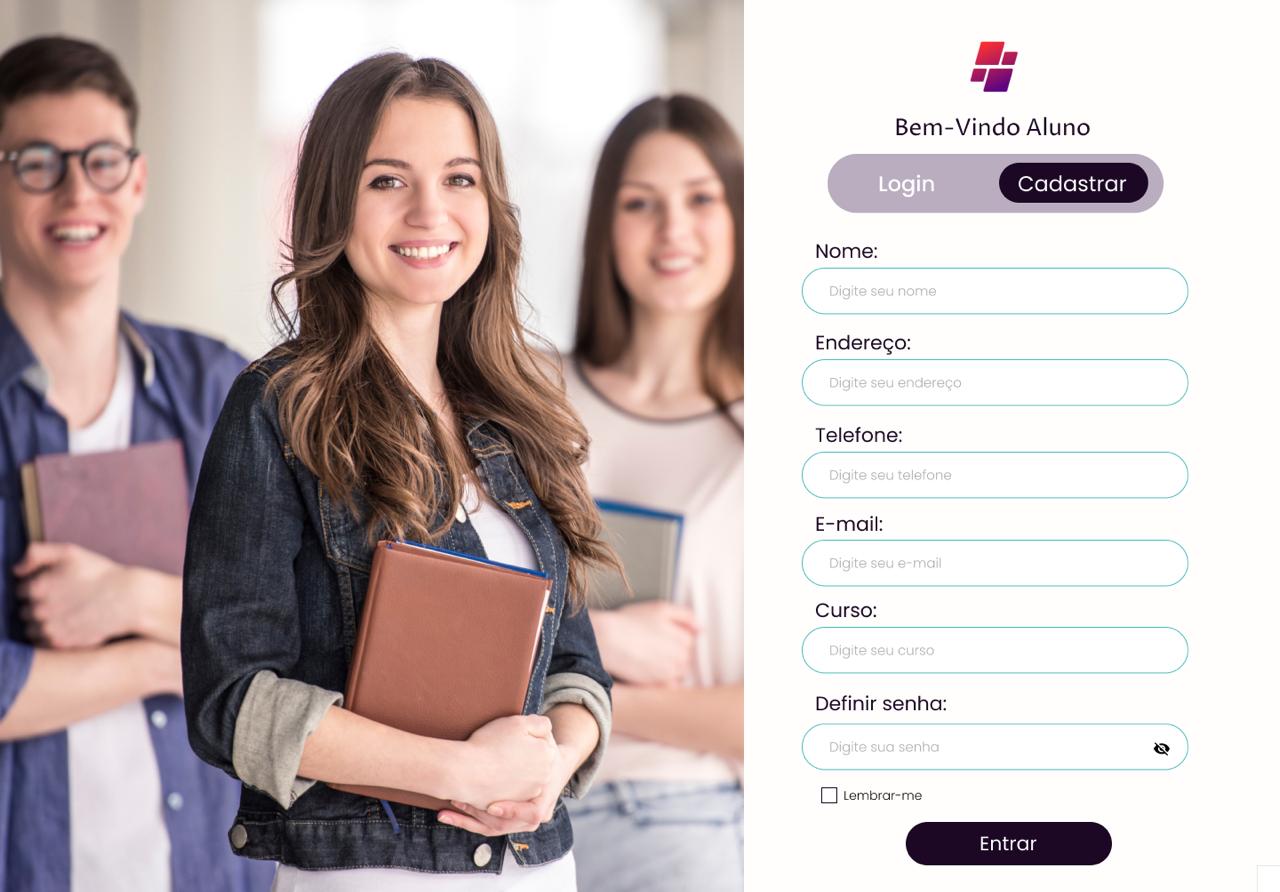 Bem-Vindo Aluno
Login
Cadastrar
Nome:
Digite seu nome
Endereço:
Digite seu endereço
Telefone:
Digite seu telefone
E-mail:
Digite seu e-mail
Curso:
Digite seu curso
Definir senha:
Digite sua senha
Lembrar-me
Entrar